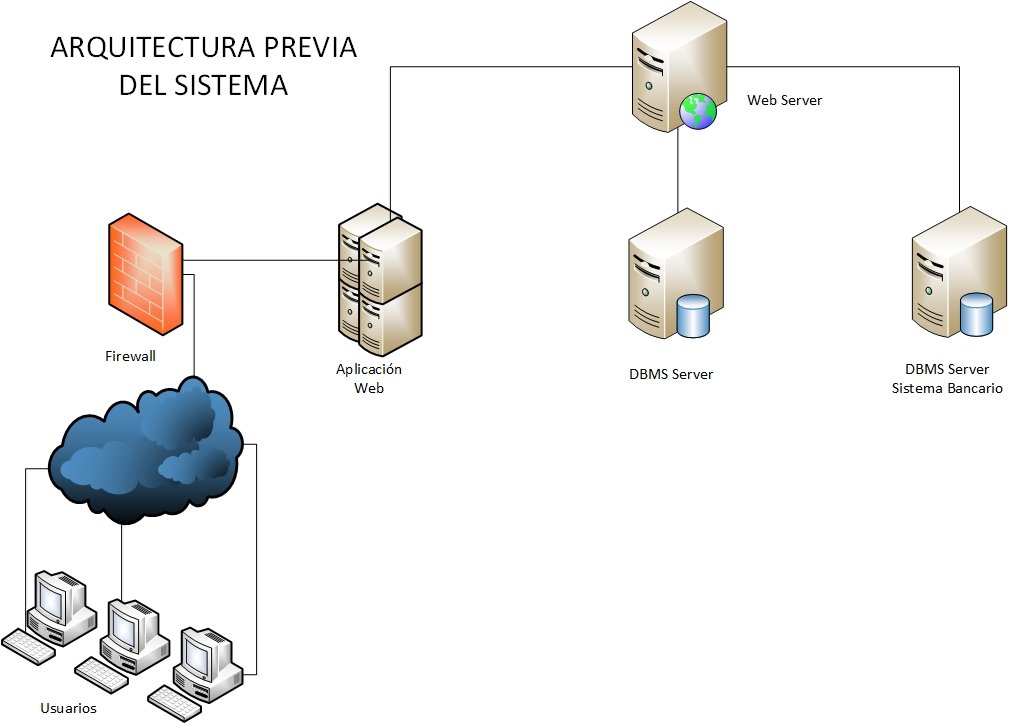 ARQUITECTURA PREVIA
DEL SISTEMA
Web Server
Firewall
Aplicación
Web
DBMS Server
DBMS Server
Sistema Bancario
Usuarios